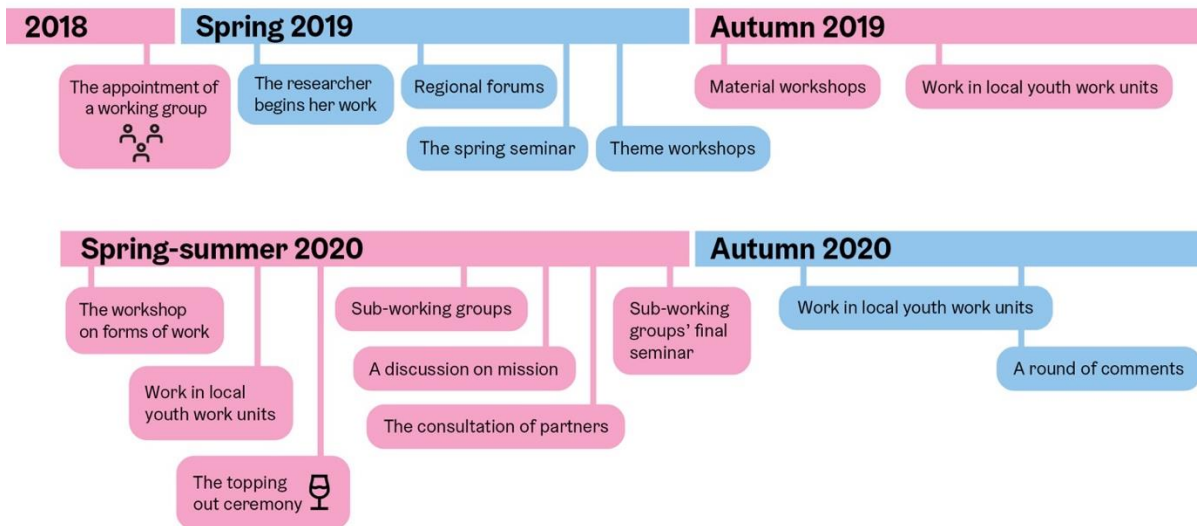 2018
Spring 2019
Autumn 2019
The appointment of
a working group
The researcher
begins her work
Regional forums
The spring seminar
Theme workshops
Material workshops
Work in local youth work units
Spring-summer 2020
Autumn 2020
The workshop
on forms of work
Work in local
youth work units
The topping
out ceremony
Sub-working groups
A discussion on mission
The consultation of partners
Sub-working
groups’ final
seminar
Work in local youth work units
A round of comments